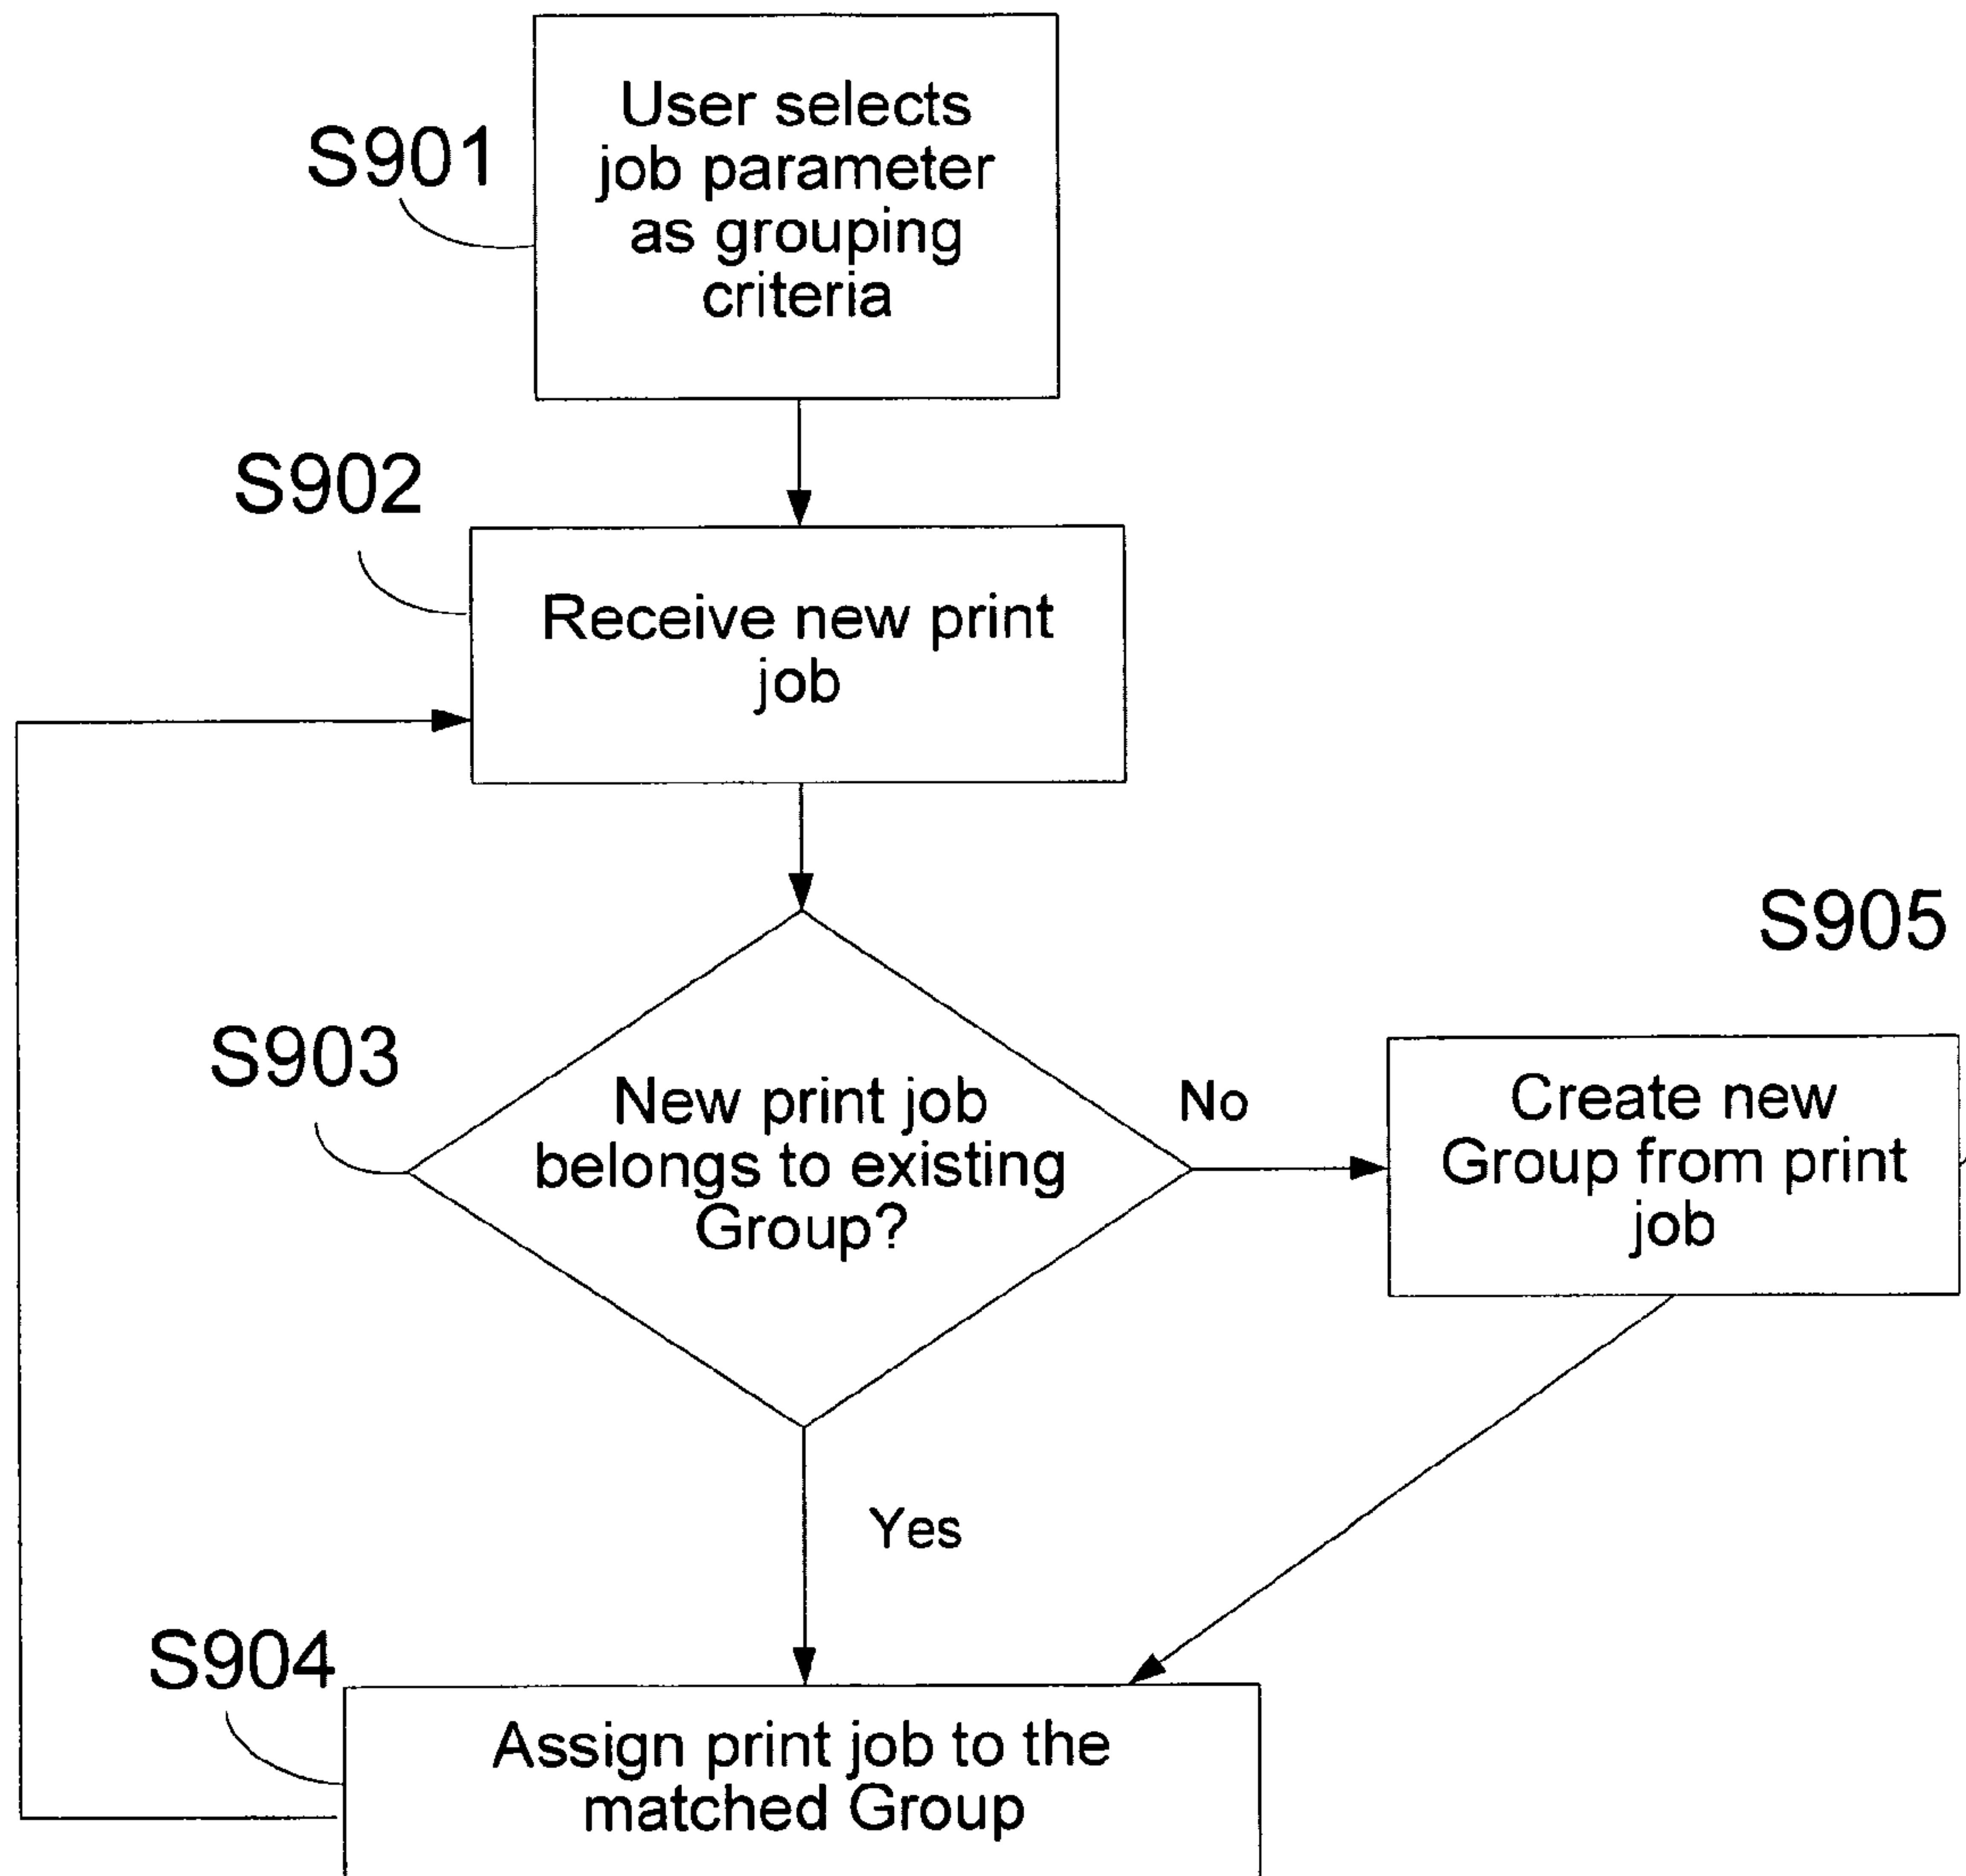 S901
User selects
job parameter
as grouping
criteria
S902
Receive new print
job
S903
New print job
belongs to existing
Group?
No
S905
Create new
Group from print
job
Yes
S904
Assign print job to the
matched Group